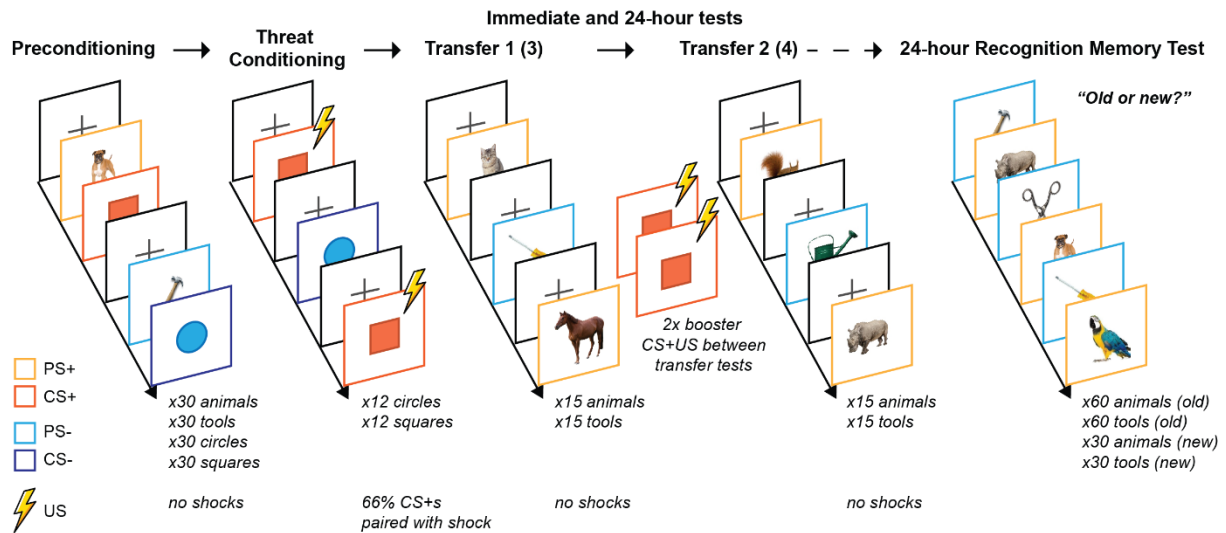 Immediate and 24-hour tests
Preconditioning
Threat
Conditioning
Transfer 1 (3)
Transfer 2 (4)
24-hour Recognition Memory Test
"Old or new?"
2x booster
CS+US between
transfer tests
PS+
CS+
PS-
CS-
US
x30 animals
x30 tools
x30 circles
x30 squares
x12 circles
x12 squares
x15 animals
x15 tools
x15 animals
x15 tools
x60 animals (old)
x60 tools (old)
x30 animals (new)
x30 tools (new)
no shocks
66% CS+s
paired with shock
no shocks
no shocks